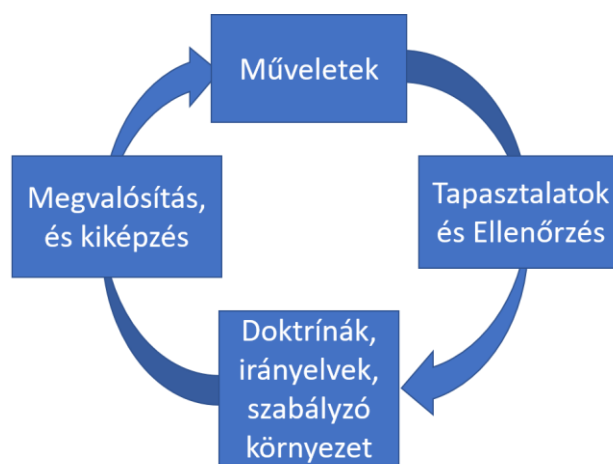 Műveletek
Tapasztalatok
és Ellenőrzés
Doktrínák,
irányelvek,
szabályzó
környezet
Megvalósítás,
és kiképzés